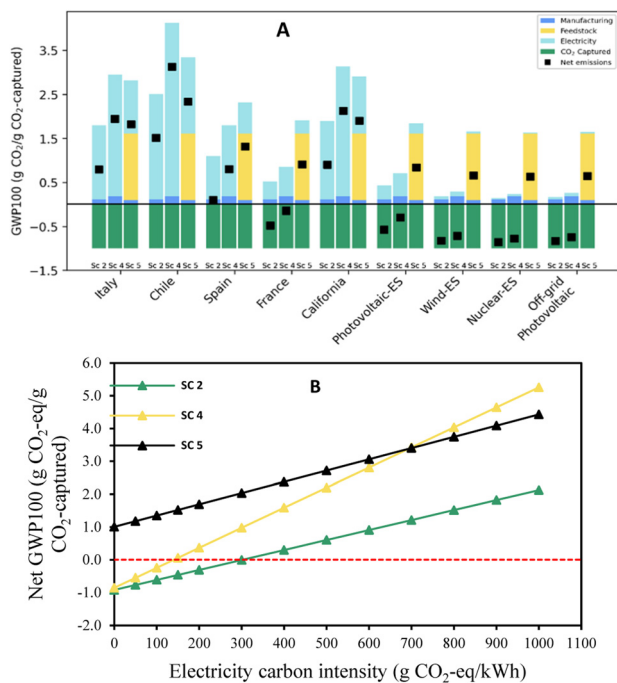 A
Manufacturing
Feedstock
Electricity
CO₂ Captured
Net emissions
GWP100 (g CO₂/g CO₂-captured)
3.5
2.5
1.5
0.5
−0.5
−1.5
Sc 2 Sc 4 Sc 5 Sc 2 Sc 4 Sc 5 Sc 2 Sc 4 Sc 5 Sc 2 Sc 4 Sc 5 Sc 2 Sc 4 Sc 5 Sc 2 Sc 4 Sc 5 Sc 2 Sc 4 Sc 5 Sc 2 Sc 4 Sc 5 Sc 2 Sc 4 Sc 5
Italy
Chile
Spain
France
California
Photovoltaic-ES
Wind-ES
Nuclear-ES
Off-grid
Photovoltaic
B
SC 2
SC 4
SC 5
Net GWP100 (g CO₂-eq/g
CO₂-captured)
6.0
5.0
4.0
3.0
2.0
1.0
0.0
-1.0
-2.0
0 100 200 300 400 500 600 700 800 900 1000 1100
Electricity carbon intensity (g CO₂-eq/kWh)